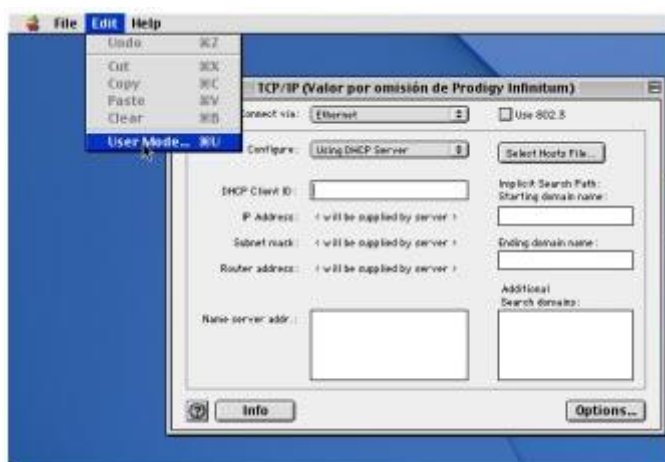 File Edit Help
Undo ⌘Z
Cut ⌘X
Copy ⌘C
Paste ⌘V
Clear ⌘B
User Mode... ⌘U
TCP/IP (Valor por omisión de Prodigy Infinitum)
onnect via: Ethernet
Use 802.3
Configure: Using DHCP Server
Select Hosts File...
DHCP Client ID:
Implicit Search Path:
Starting domain name:
IP Address: < will be supplied by server >
Subnet mask: < will be supplied by server >
Ending domain name:
Router address: < will be supplied by server >
Additional
Search domains:
Name server addr.:
? Info
Options...